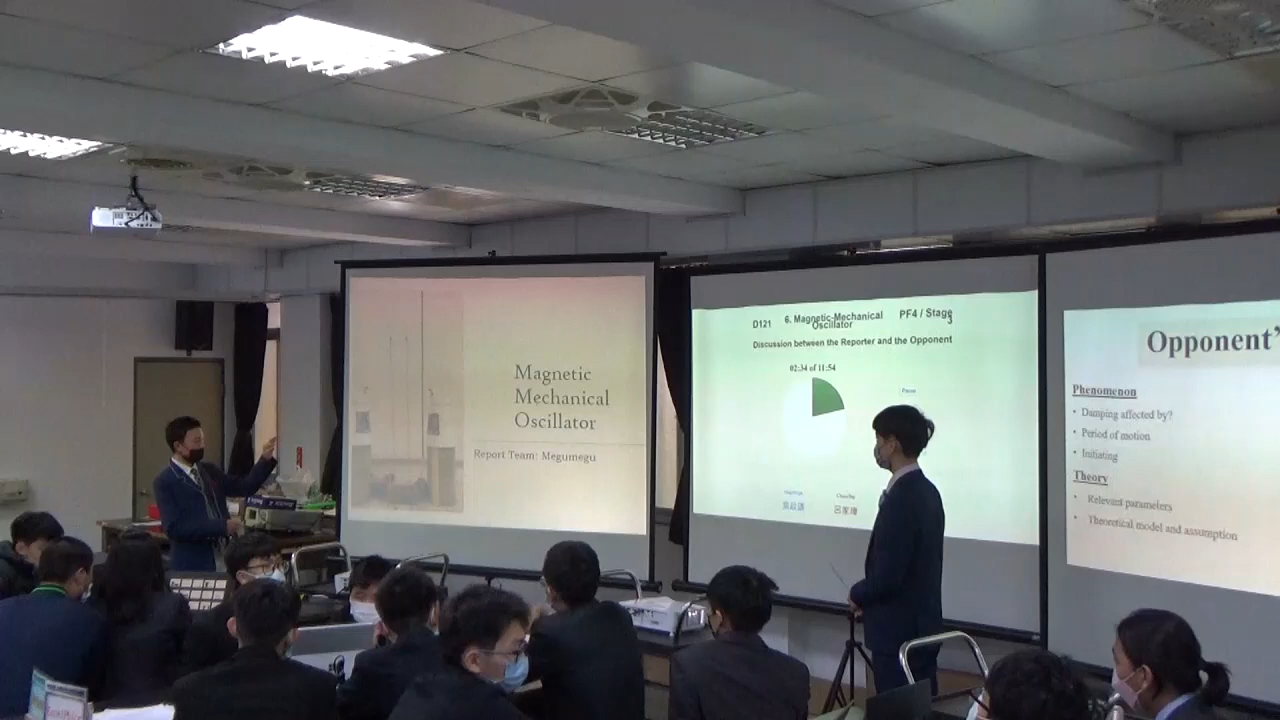 Magnetic
Mechanical
Oscillator
Report Team: Megumegu
D121 6. Magnetic-Mechanical Oscillator PF4 / Stage 3
Discussion between the Reporter and the Opponent
02:34 of 11:54
Pause
Opponent'
Phenomenon
• Damping affected by?
• Period of motion
• Initiating
Theory
• Relevant parameters
• Theoretical model and assumption